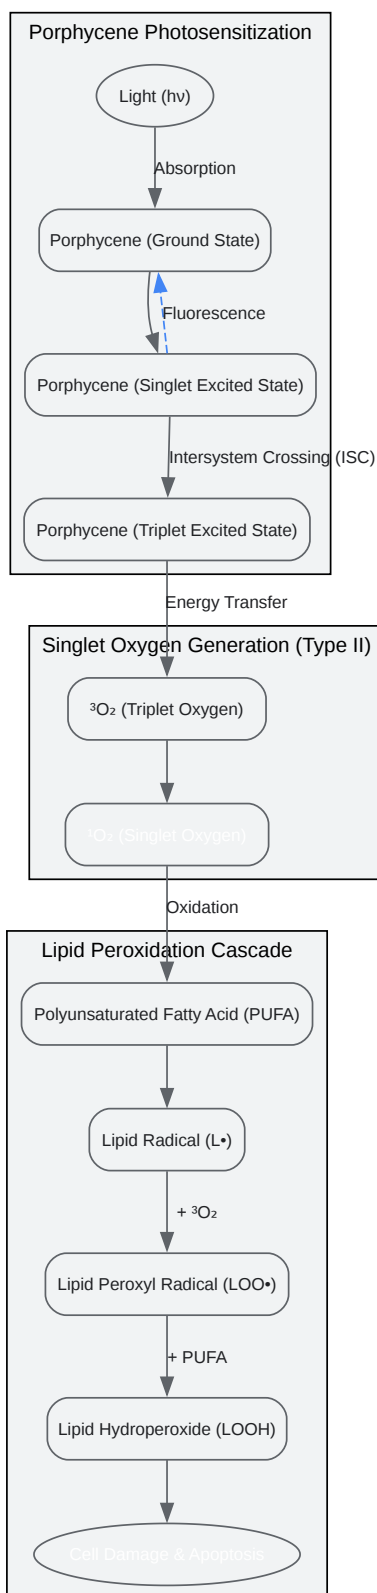 Porphycene Photosensitization
Light (hν)
Absorption
Porphycene (Ground State)
Fluorescence
Porphycene (Singlet Excited State)
Intersystem Crossing (ISC)
Porphycene (Triplet Excited State)
Energy Transfer
Singlet Oxygen Generation (Type II)
³O₂ (Triplet Oxygen)
¹O₂ (Singlet Oxygen)
Oxidation
Lipid Peroxidation Cascade
Polyunsaturated Fatty Acid (PUFA)
Lipid Radical (L•)
+ ³O₂
Lipid Peroxyl Radical (LOO•)
+ PUFA
Lipid Hydroperoxide (LOOH)
Cell Damage & Apoptosis